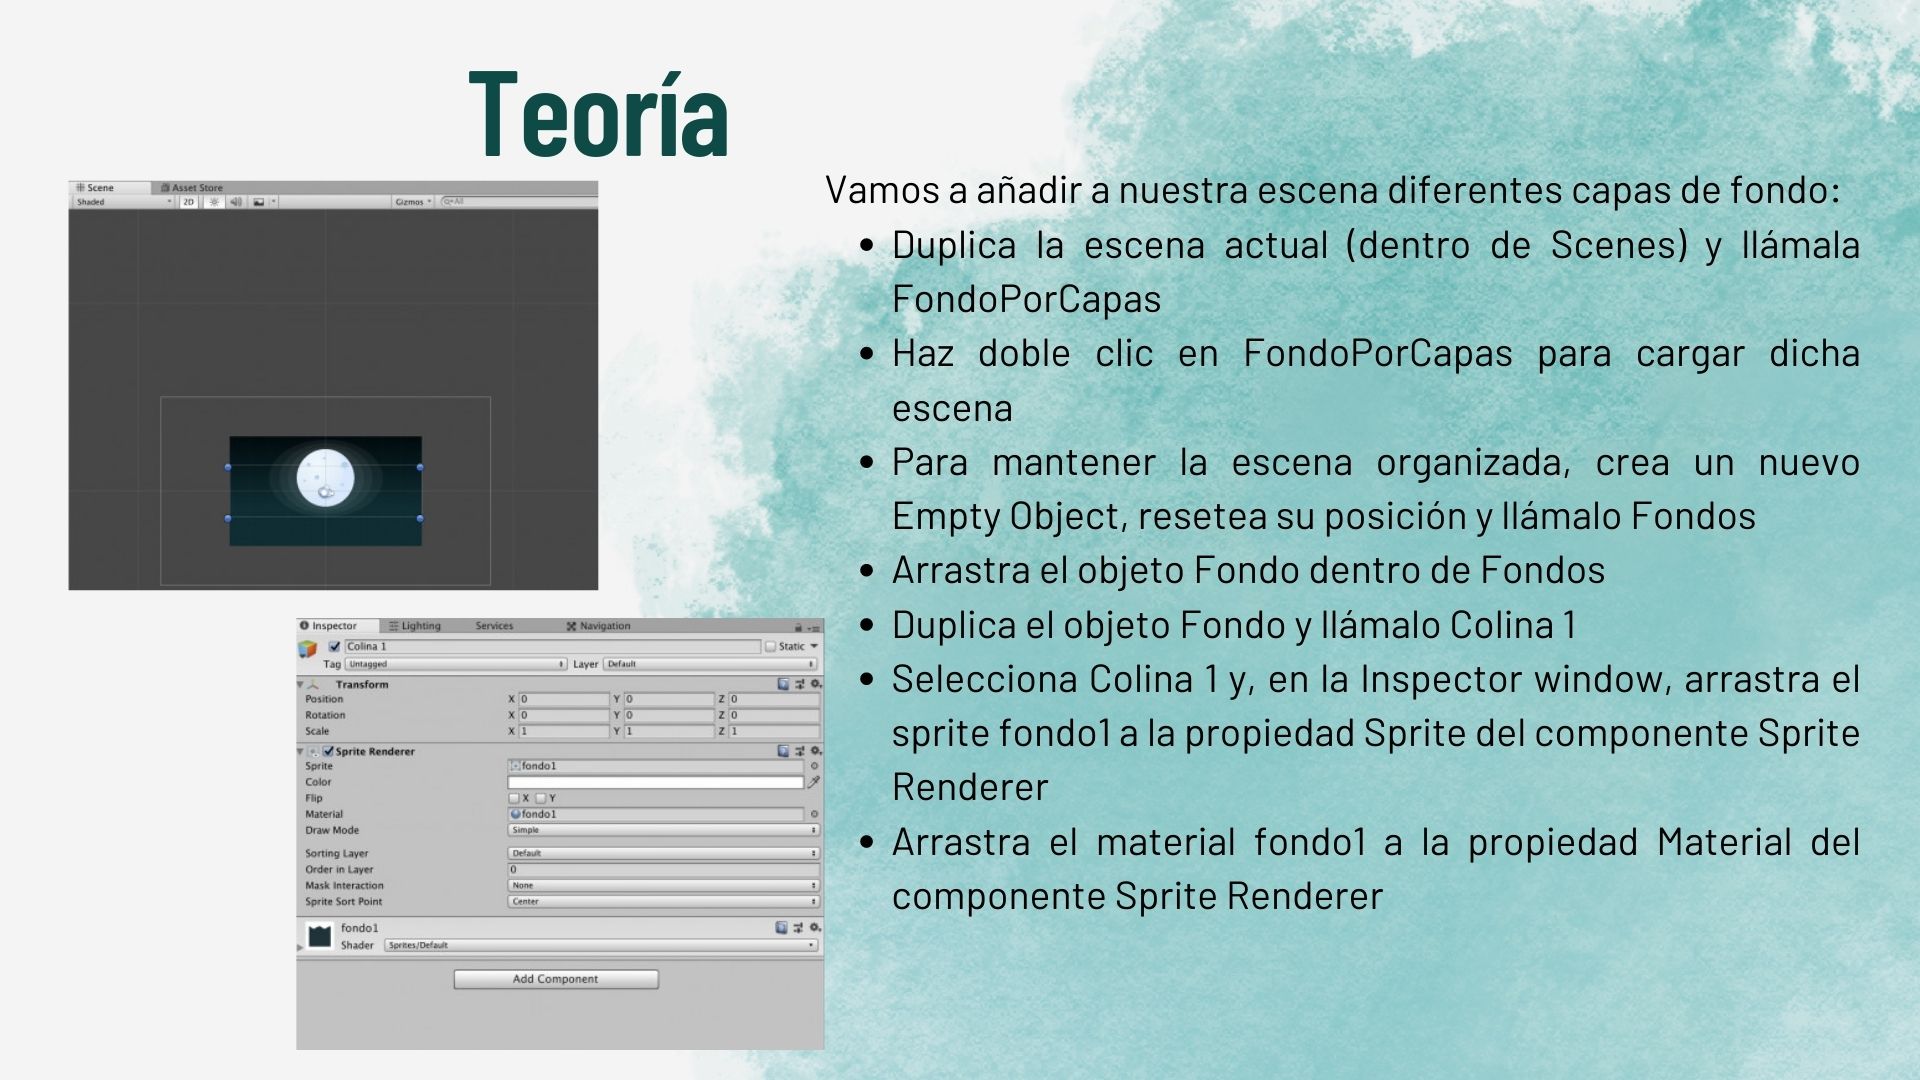 Teoría
Scene
Asset Store
Shaded
2D
Gizmos
All
Vamos a añadir a nuestra escena diferentes capas de fondo:
• Duplica la escena actual (dentro de Scenes) y llámala
FondoPorCapas
• Haz doble clic en FondoPorCapas para cargar dicha
escena
• Para mantener la escena organizada, crea un nuevo
Empty Object, resetea su posición y llámalo Fondos
• Arrastra el objeto Fondo dentro de Fondos
• Duplica el objeto Fondo y llámalo Colina 1
• Selecciona Colina 1 y, en la Inspector window, arrastra el
sprite fondo1 a la propiedad Sprite del componente Sprite
Renderer
• Arrastra el material fondo1 a la propiedad Material del
componente Sprite Renderer
Inspector Lighting Services Navigation
Colina 1 Static
Tag Untagged Layer Default
Transform
Position X 0 Y 0 Z 0
Rotation X 0 Y 0 Z 0
Scale X 1 Y 1 Z 1
Sprite Renderer
Sprite fondo1
Color
Flip X Y
Material fondo1
Draw Mode Simple
Sorting Layer Default
Order in Layer 0
Mask Interaction None
Sprite Sort Point Center
fondo1
Shader Sprites/Default
Add Component